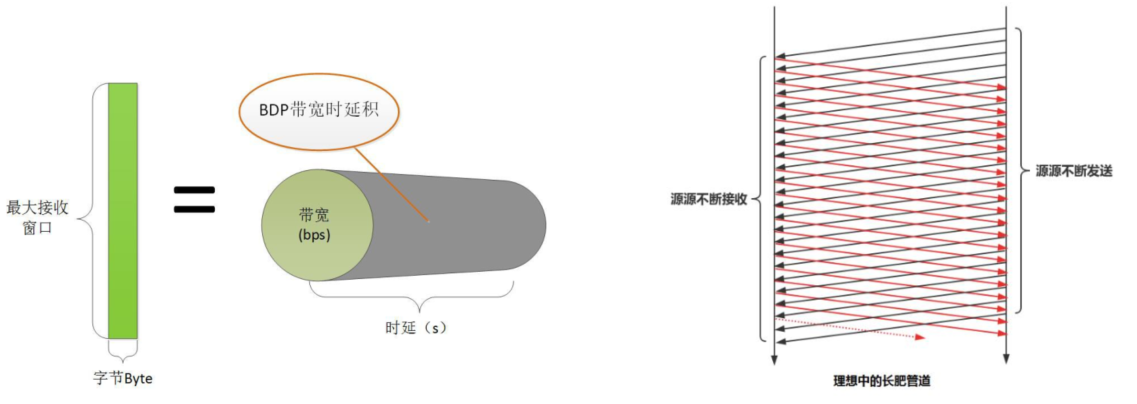 BDP带宽时延积
最大接收
窗口
带宽
(bps)
时延（s）
字节Byte
源源不断接收
源源不断发送
理想中的长肥管道